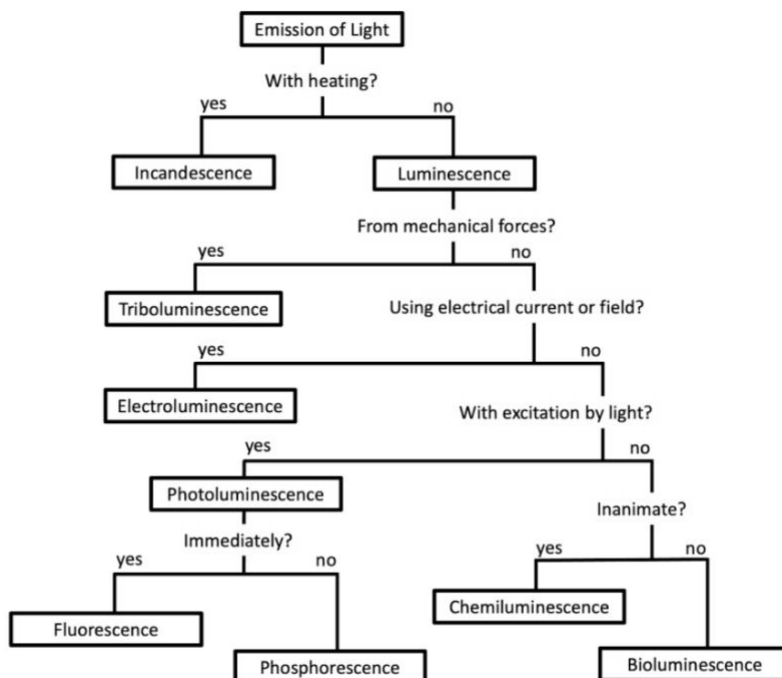 Emission of Light
With heating?
yes no
Incandescence Luminescence
From mechanical forces?
yes no
Triboluminescence Using electrical current or field?
yes no
Electroluminescence With excitation by light?
yes no
Photoluminescence Inanimate?
Immediately?
yes no yes no
Chemiluminescence
Fluorescence
Phosphorescence Bioluminescence